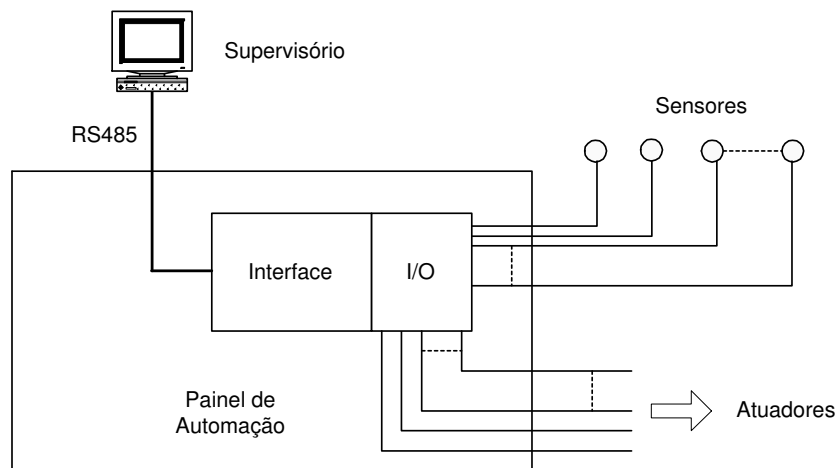 Supervisório
RS485
Sensores
Interface
I/O
Painel de
Automação
Atuadores